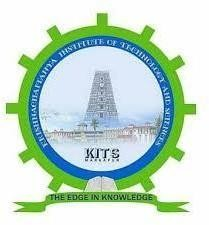 KRISHNACHAITANYA INSTITUTE OF TECHNOLOGY AND SCIENCES
KITS
MARKAPUR
THE EDGE IN KNOWLEDGE